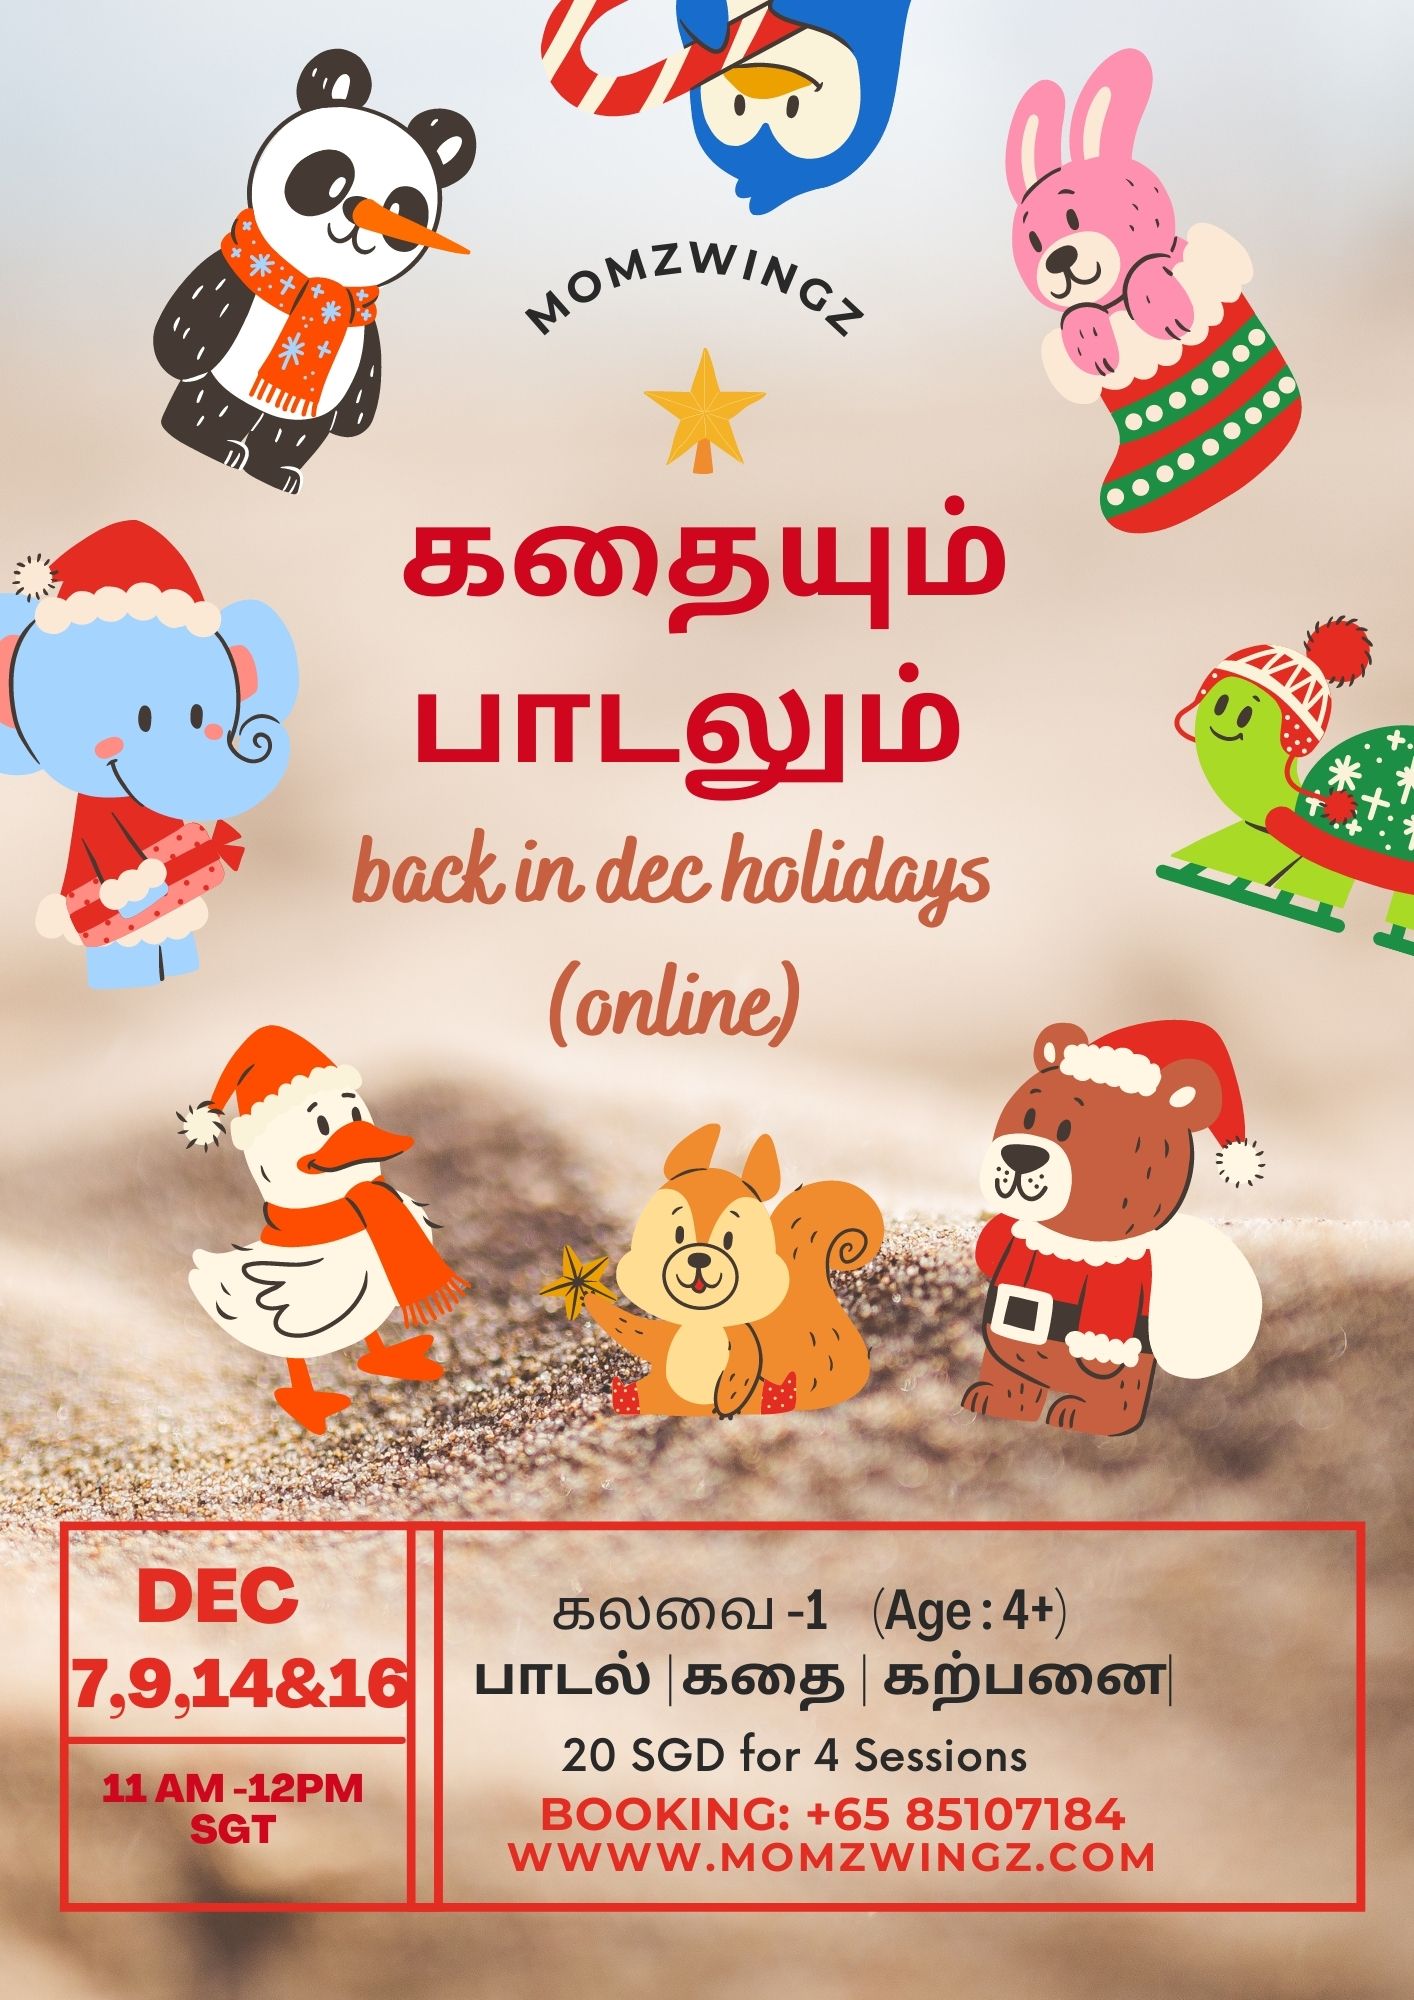 MOMZWINGZ
கதையும்
பாடலும்
back in dec holidays
(online)
DEC
7,9,14&16
11 AM -12PM
SGT
கலவை -1 (Age : 4+)
பாடல் |கதை | கற்பனை|
20 SGD for 4 Sessions
BOOKING: +65 85107184
WWWW.MOMZWINGZ.COM